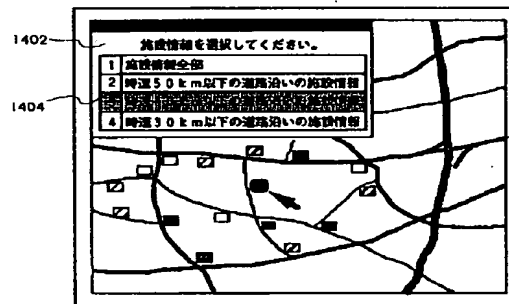 1402
施設情報を選択してください。
1 施設情報全部
2 時速50km以下の道路沿いの施設情報
1404
4 時速30km以下の道路沿いの施設情報